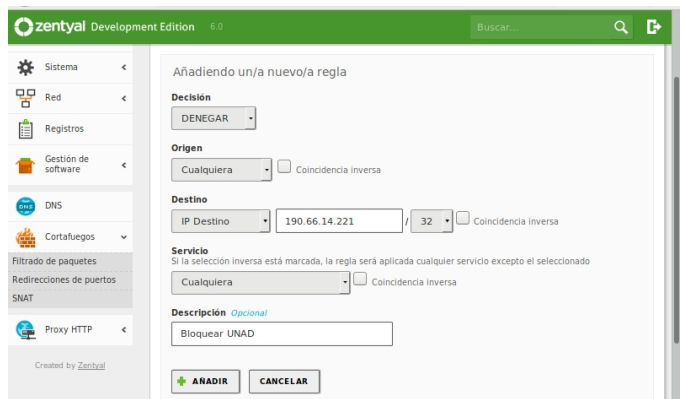 zentyal Development Edition 6.0
Buscar...
Sistema
Red
Registros
Gestión de
software
DNS
DNS
Cortafuegos
Filtrado de paquetes
Redirecciones de puertos
SNAT
Proxy HTTP
Created by Zentyal
Añadiendo un/a nuevo/a regla
Decisión
DENEGAR
Origen
Cualquiera
Coincidencia inversa
Destino
IP Destino 190.66.14.221 / 32 Coincidencia inversa
Servicio
Si la selección inversa está marcada, la regla será aplicada cualquier servicio excepto el seleccionado
Cualquiera
Coincidencia inversa
Descripción Opcional
Bloquear UNAD
AÑADIR
CANCELAR